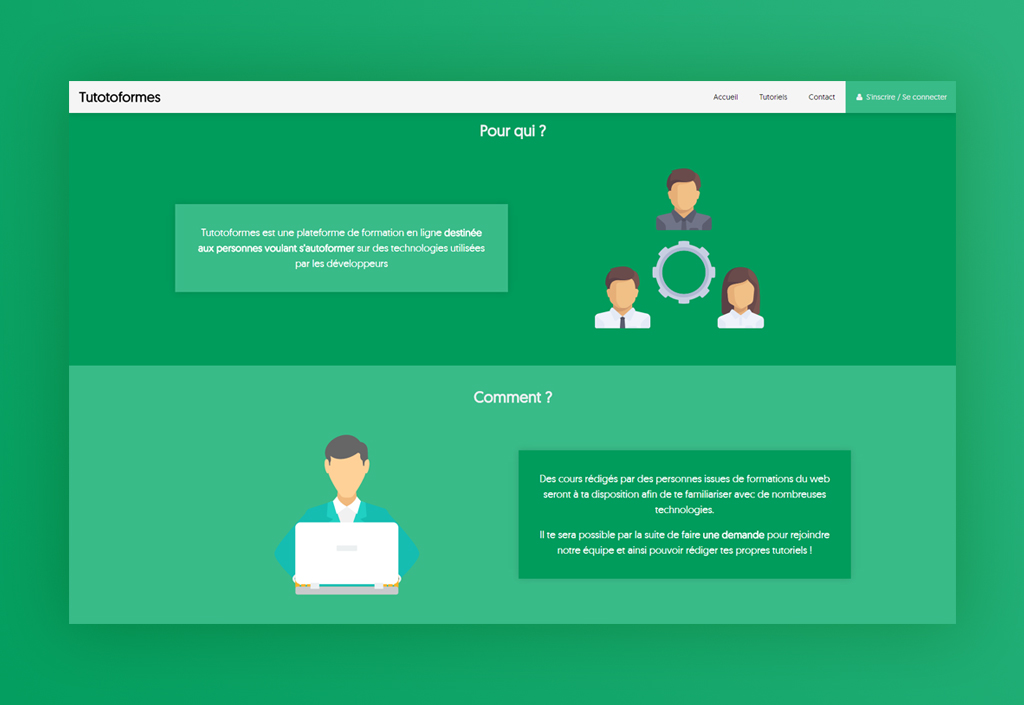 Tutotoformes
Accueil
Tutoriels
Contact
S'inscrire / Se connecter
Pour qui ?
Tutotoformes est une plateforme de formation en ligne destinée
aux personnes voulant s'autoformer sur des technologies utilisées
par les développeurs
Comment ?
Des cours rédigés par des personnes issues de formations du web
seront à ta disposition afin de te familiariser avec de nombreuses
technologies.
Il te sera possible par la suite de faire une demande pour rejoindre
notre équipe et ainsi pouvoir rédiger tes propres tutoriels !